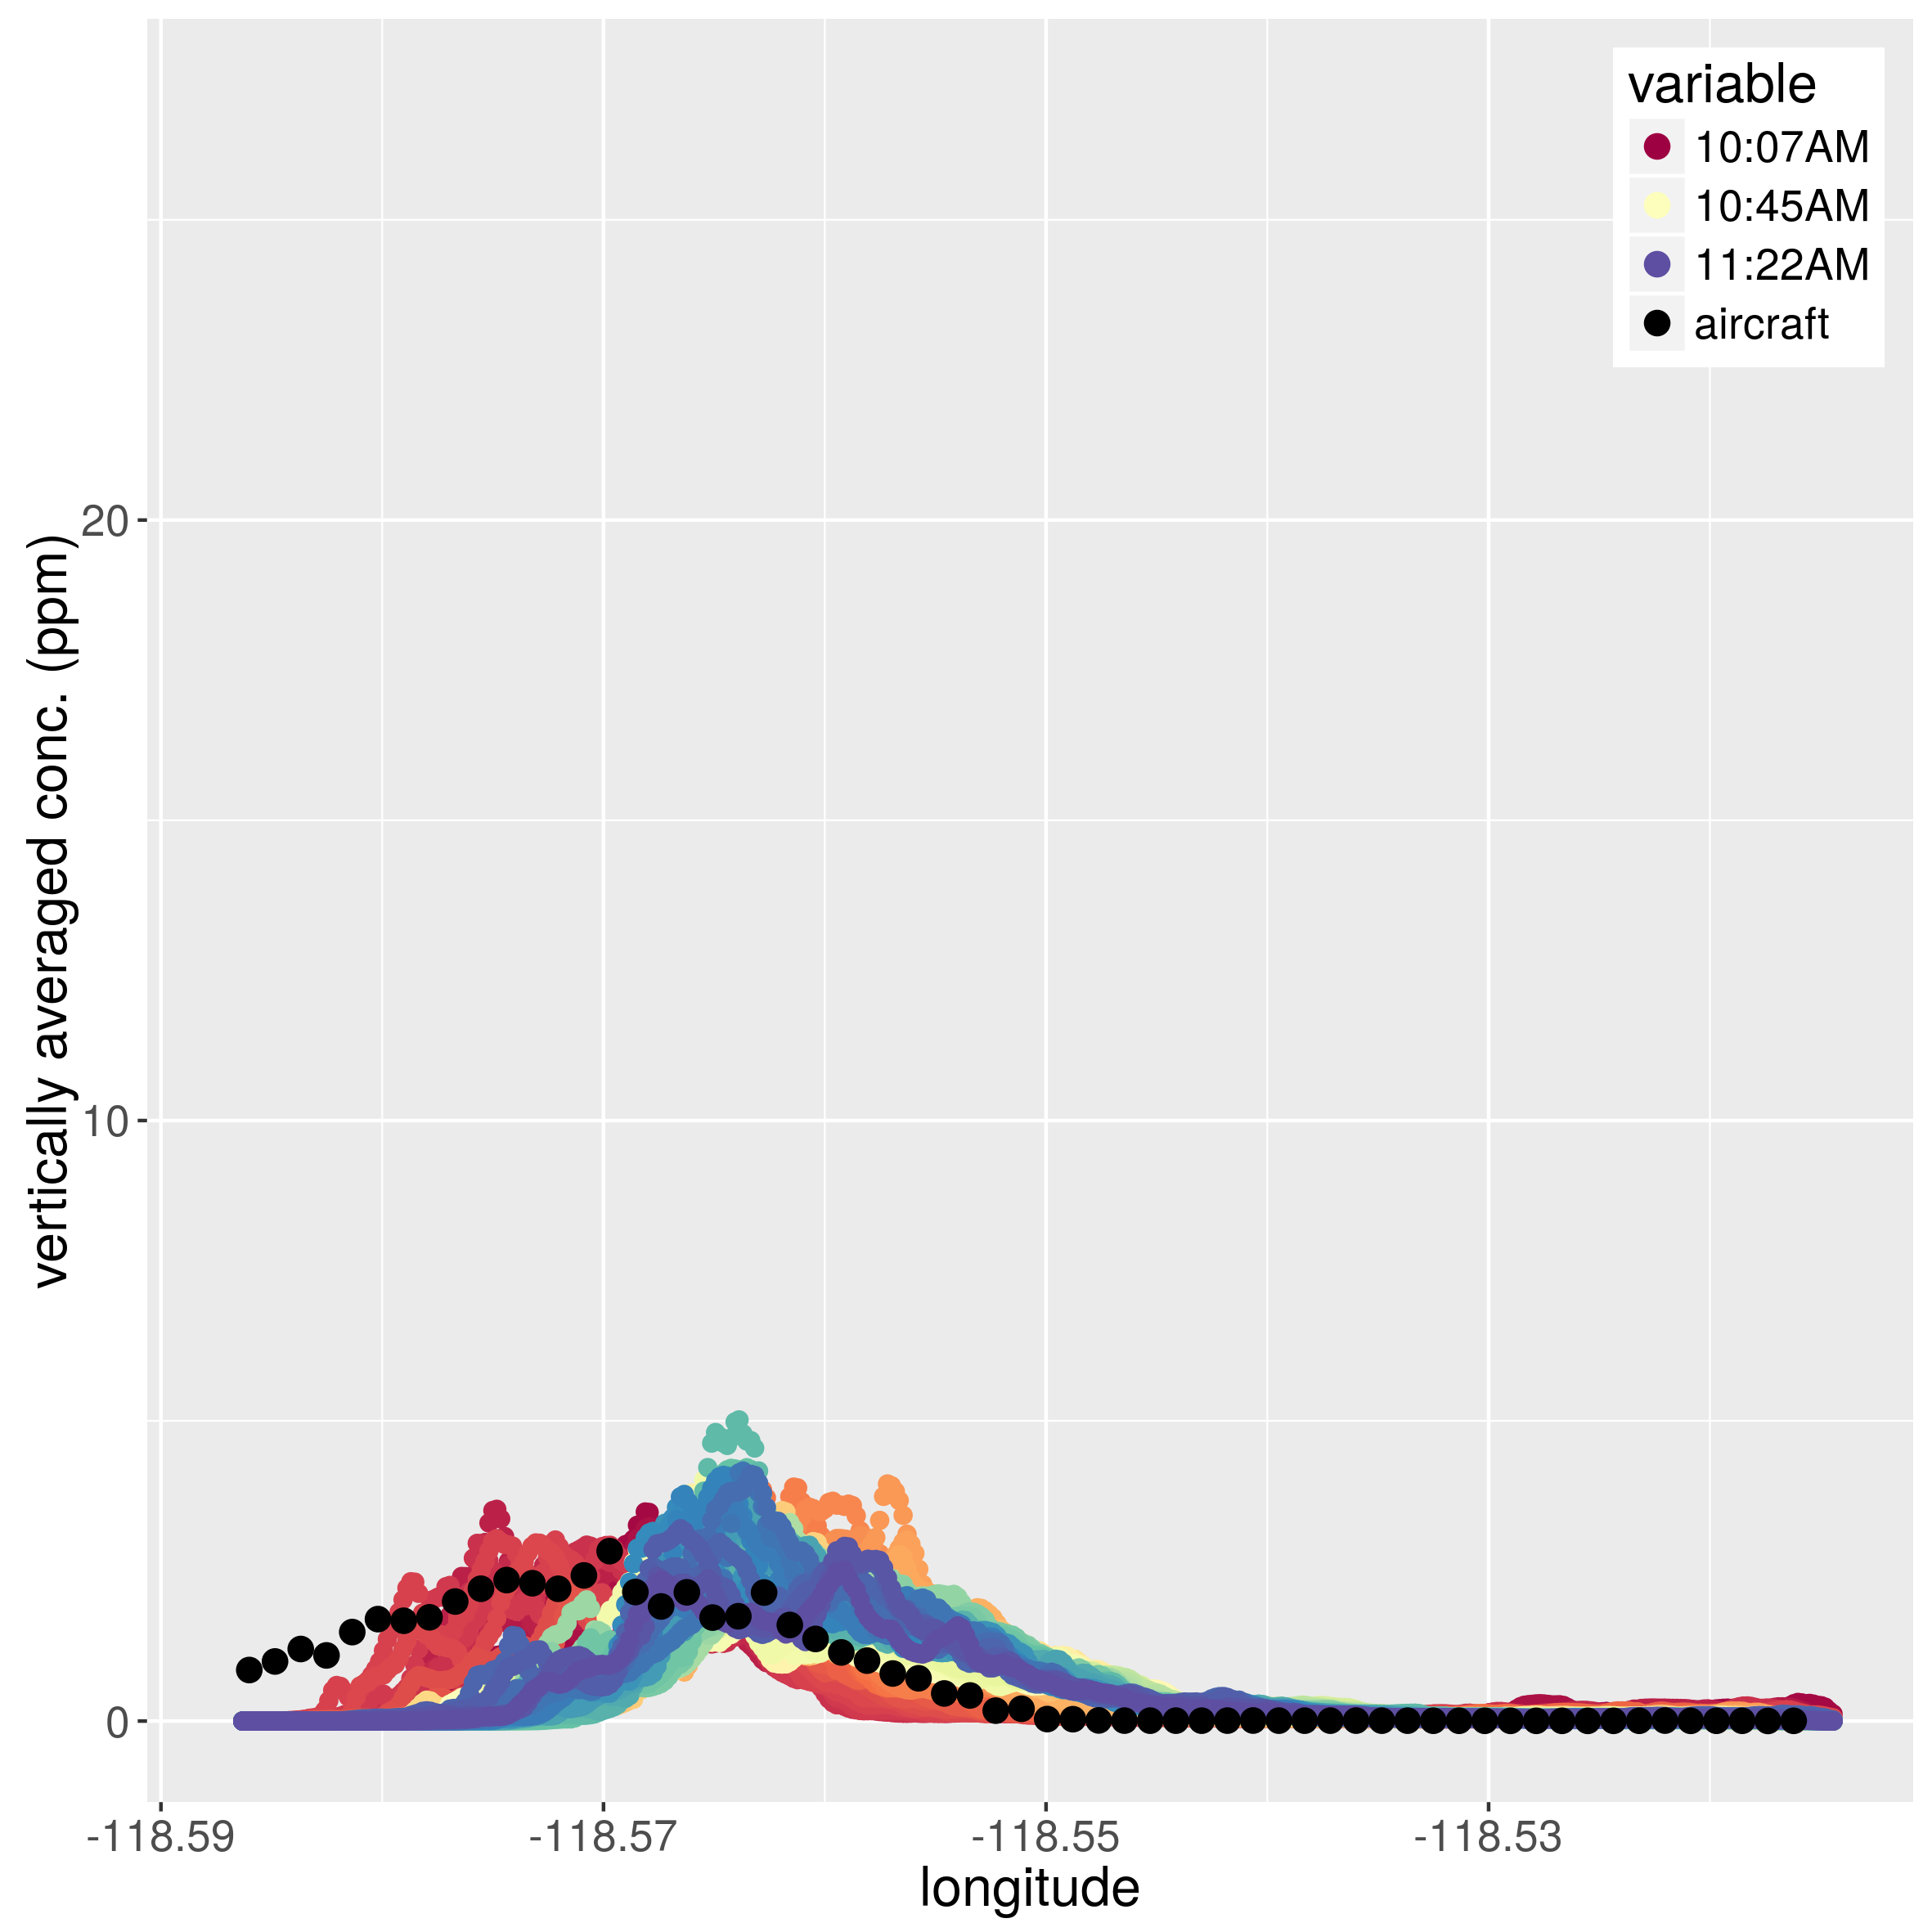 variable
10:07AM
10:45AM
11:22AM
aircraft
vertically averaged conc. (ppm)
20
10
0
-118.59
-118.57
-118.55
-118.53
longitude